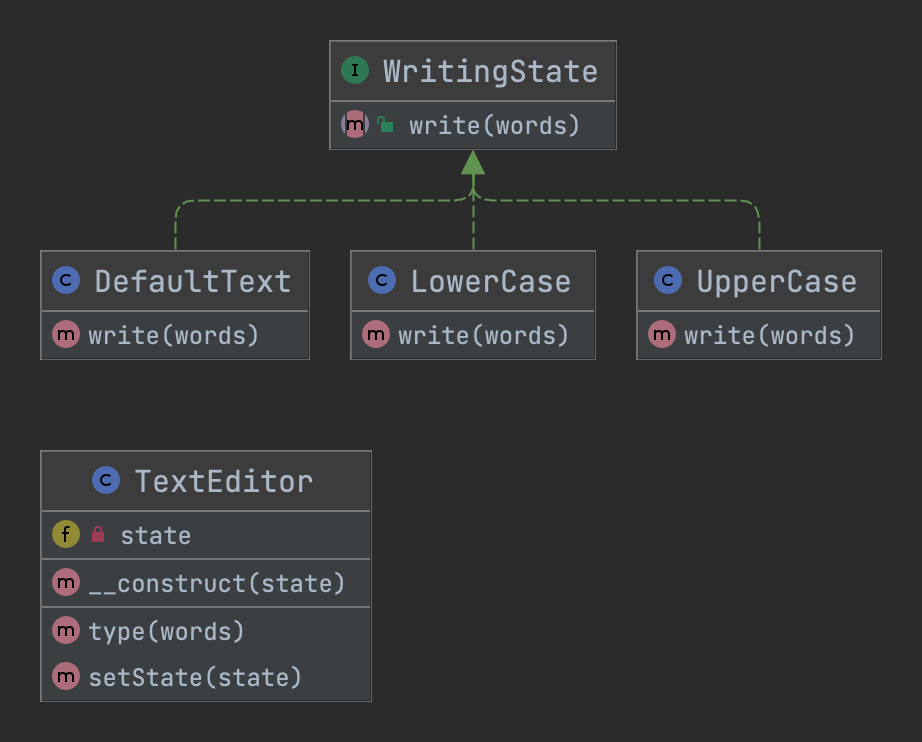 I WritingState
m write(words)
C DefaultText
m write(words)
C LowerCase
m write(words)
C UpperCase
m write(words)
C TextEditor
f state
m __construct(state)
m type(words)
m setState(state)